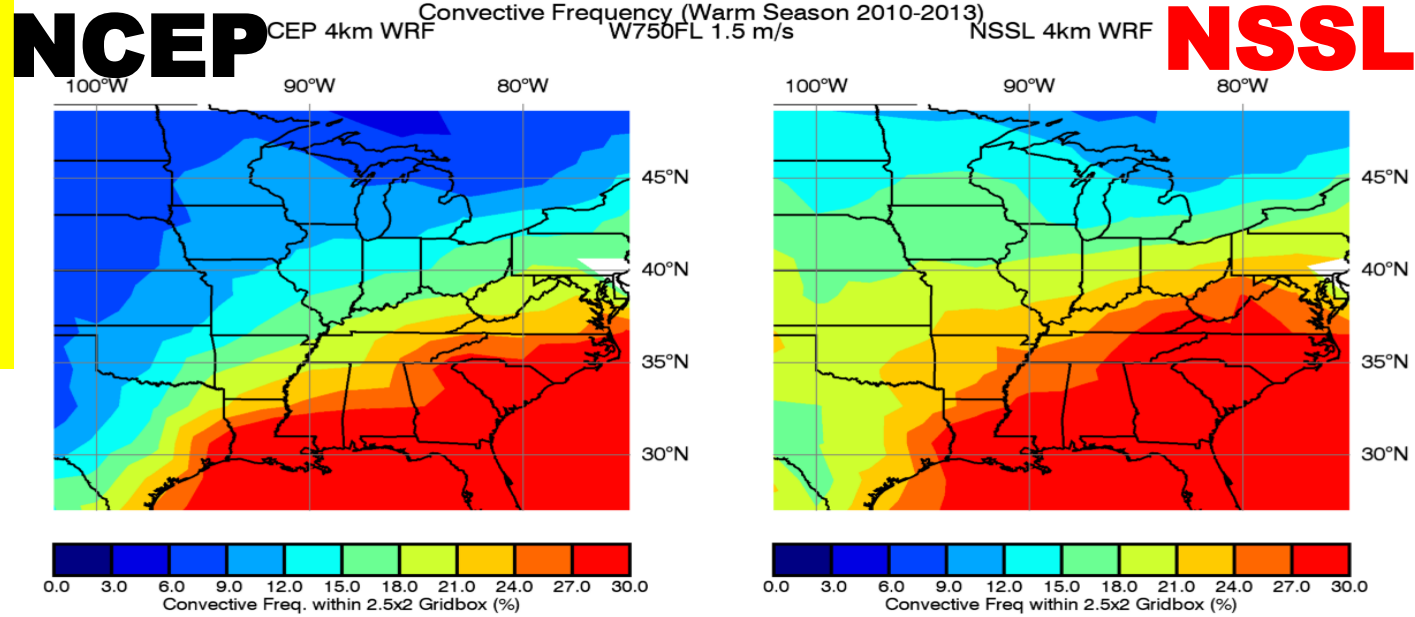 Convective Frequency (Warm Season 2010-2013)
NCEP CEP 4km WRF W750FL 1.5 m/s NSSL 4km WRF NSSL
100°W 90°W 80°W 100°W 90°W 80°W
45°N 45°N
40°N 40°N
35°N 35°N
30°N 30°N
0.0 3.0 6.0 9.0 12.0 15.0 18.0 21.0 24.0 27.0 30.0 0.0 3.0 6.0 9.0 12.0 15.0 18.0 21.0 24.0 27.0 30.0
Convective Freq. within 2.5x2 Gridbox (%) Convective Freq within 2.5x2 Gridbox (%)